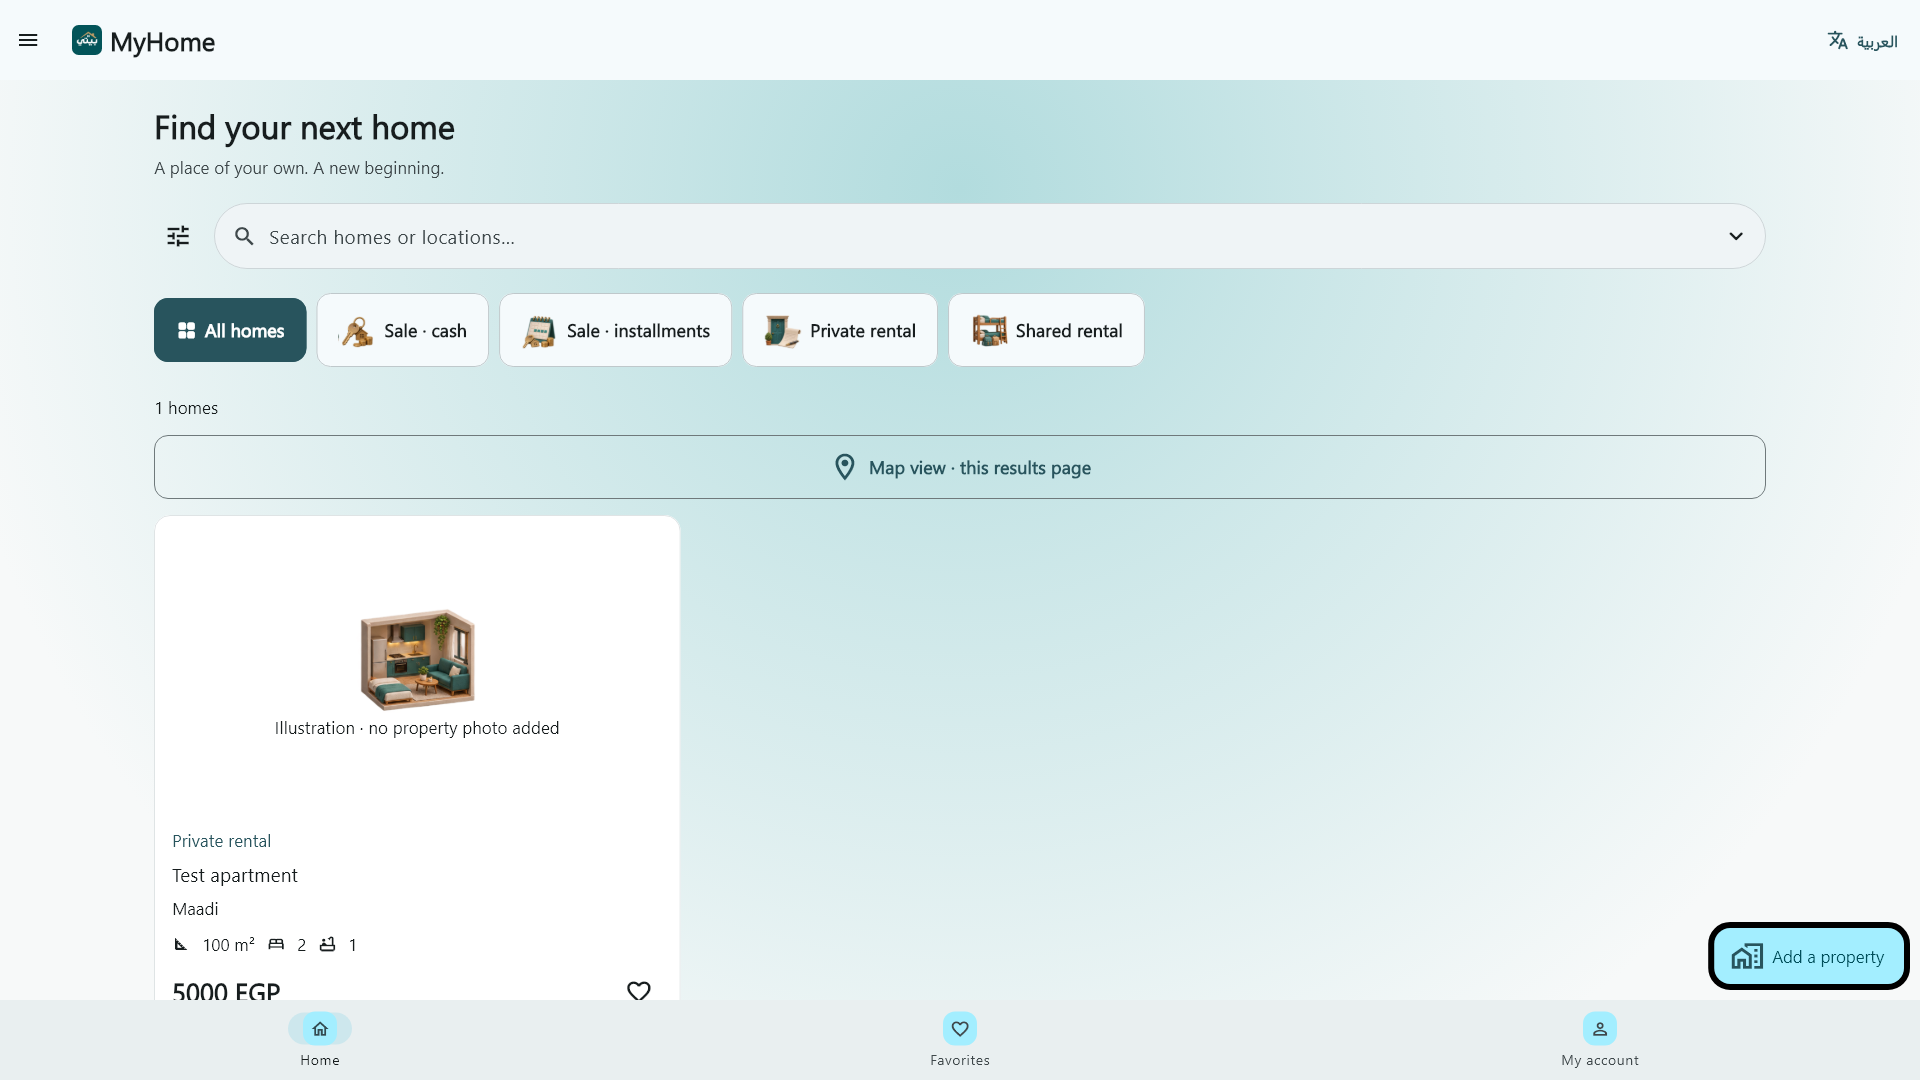 بيتي
MyHome
العربية
Find your next home
A place of your own. A new beginning.
Search homes or locations...
All homes
Sale · cash
Sale · installments
Private rental
Shared rental
1 homes
Map view · this results page
Illustration · no property photo added
Private rental
Test apartment
Maadi
100 m² 2 1
5000 EGP
Add a property
Home
Favorites
My account